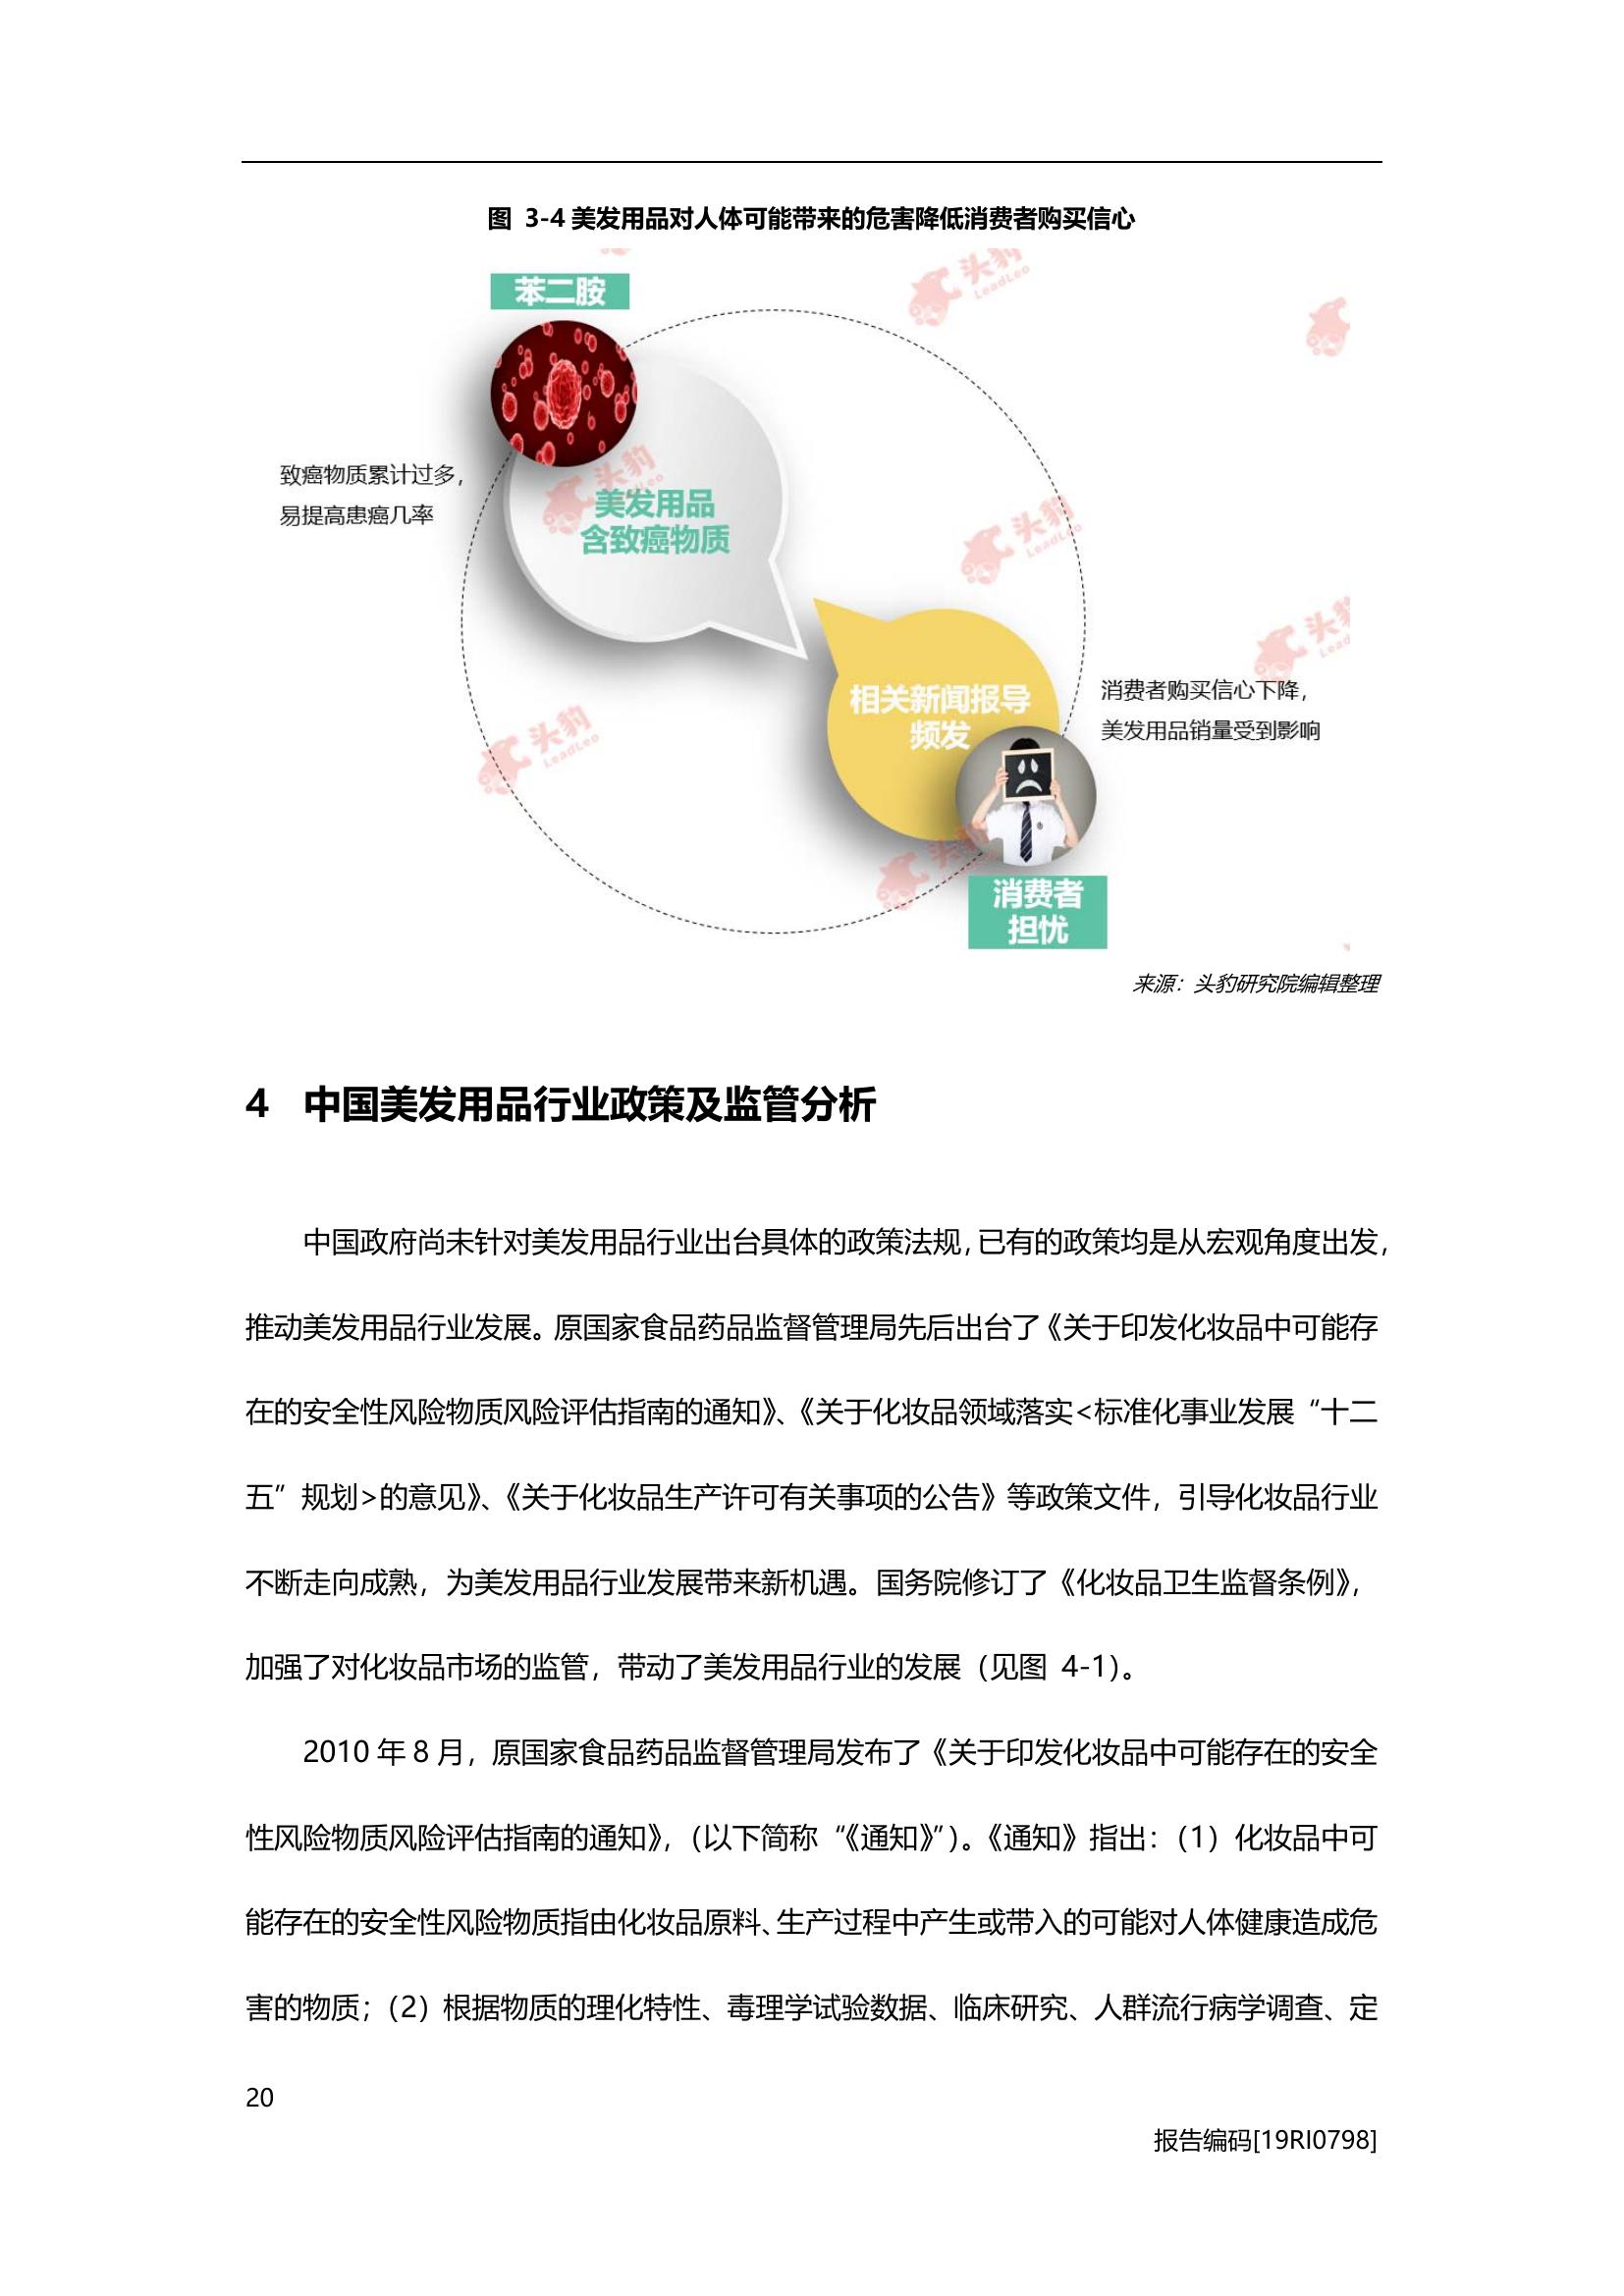 图 3-4 美发用品对人体可能带来的危害降低消费者购买信心
头豹
LeadLeo
苯二胺
致癌物质累计过多，
易提高患癌几率
头豹
美发用品
含致癌物质
头豹
LeadLeo
头豹
相关新闻报导
频发
消费者购买信心下降，
美发用品销量受到影响
头豹
LeadLeo
消费者
担忧
来源：头豹研究院编辑整理
4 中国美发用品行业政策及监管分析
中国政府尚未针对美发用品行业出台具体的政策法规，已有的政策均是从宏观角度出发，
推动美发用品行业发展。原国家食品药品监督管理局先后出台了《关于印发化妆品中可能存
在的安全性风险物质风险评估指南的通知》、《关于化妆品领域落实<标准化事业发展“十二
五”规划>的意见》、《关于化妆品生产许可有关事项的公告》等政策文件，引导化妆品行业
不断走向成熟，为美发用品行业发展带来新机遇。国务院修订了《化妆品卫生监督条例》，
加强了对化妆品市场的监管，带动了美发用品行业的发展（见图 4-1）。
2010 年 8 月，原国家食品药品监督管理局发布了《关于印发化妆品中可能存在的安全
性风险物质风险评估指南的通知》，（以下简称“《通知》”）。《通知》指出：（1）化妆品中可
能存在的安全性风险物质指由化妆品原料、生产过程中产生或带入的可能对人体健康造成危
害的物质；（2）根据物质的理化特性、毒理学试验数据、临床研究、人群流行病学调查、定
20
报告编码[19RI0798]